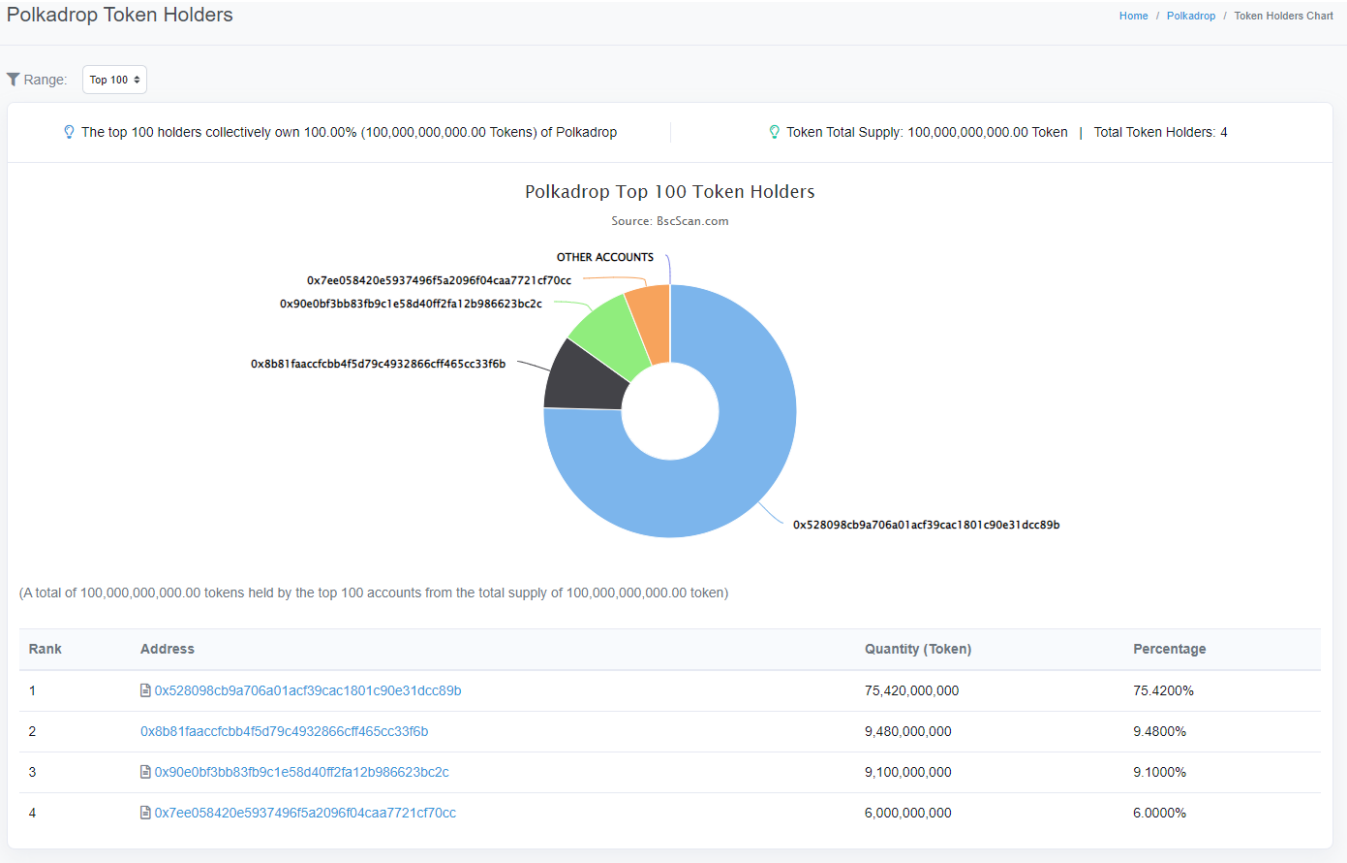 Polkadrop Token Holders
Home / Polkadrop / Token Holders Chart
Range: Top 100
The top 100 holders collectively own 100.00% (100,000,000,000.00 Tokens) of Polkadrop
Token Total Supply: 100,000,000,000.00 Token | Total Token Holders: 4
Polkadrop Top 100 Token Holders
Source: BscScan.com
OTHER ACCOUNTS
0x7ee058420e5937496f5a2096f04caa7721cf70cc
0x90e0bf3bb83fb9c1e58d40ff2fa12b986623bc2c
0x8b81faaccfcbb4f5d79c4932866cff465cc33f6b
0x528098cb9a706a01acf39cac1801c90e31dcc89b
(A total of 100,000,000,000.00 tokens held by the top 100 accounts from the total supply of 100,000,000,000.00 token)
Rank Address Quantity (Token) Percentage
1 0x528098cb9a706a01acf39cac1801c90e31dcc89b 75,420,000,000 75.4200%
2 0x8b81faaccfcbb4f5d79c4932866cff465cc33f6b 9,480,000,000 9.4800%
3 0x90e0bf3bb83fb9c1e58d40ff2fa12b986623bc2c 9,100,000,000 9.1000%
4 0x7ee058420e5937496f5a2096f04caa7721cf70cc 6,000,000,000 6.0000%